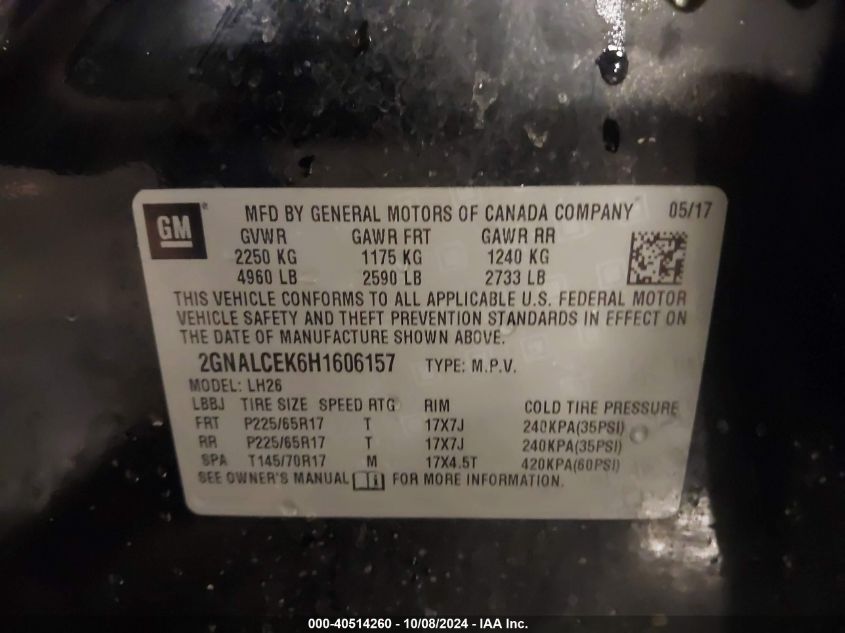 GM ® MFD BY GENERAL MOTORS OF CANADA COMPANY 05/17
GVWR GAWR FRT GAWR RR
2250 KG 1175 KG 1240 KG
4960 LB 2590 LB 2733 LB
THIS VEHICLE CONFORMS TO ALL APPLICABLE U.S. FEDERAL MOTOR
VEHICLE SAFETY AND THEFT PREVENTION STANDARDS IN EFFECT ON
THE DATE OF MANUFACTURE SHOWN ABOVE.
2GNALCEK6H1606157 TYPE: M.P.V.
MODEL: LH26
LBBJ TIRE SIZE SPEED RTG RIM COLD TIRE PRESSURE
FRT P225/65R17 T 17X7J 240KPA(35PSI)
RR P225/65R17 T 17X7J 240KPA(35PSI)
SPA T145/70R17 M 17X4.5T 420KPA(60PSI)
SEE OWNER'S MANUAL FOR MORE INFORMATION.
000-40514260 - 10/08/2024 - IAA Inc.